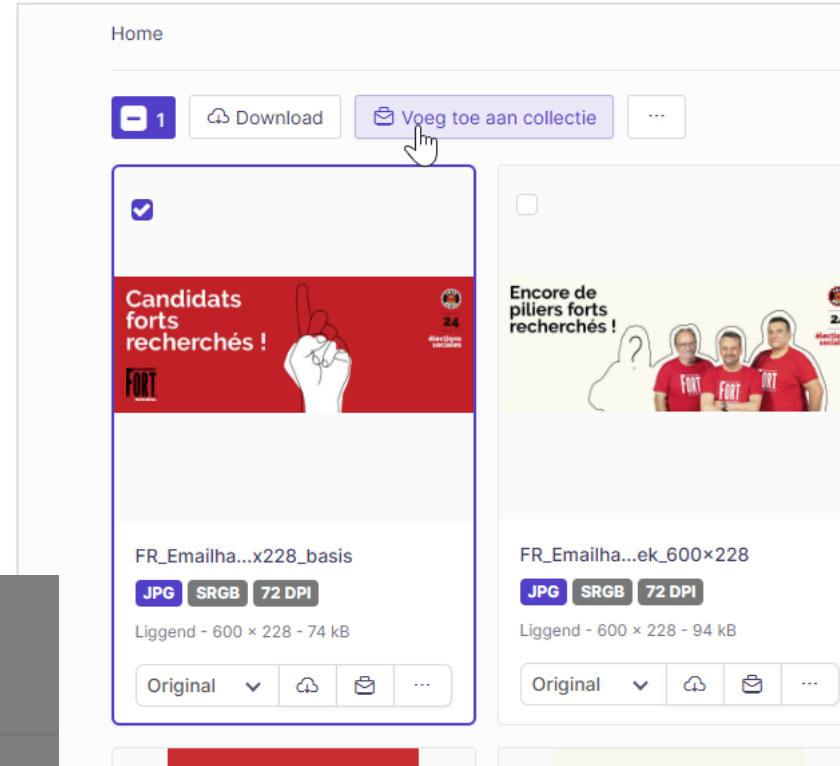 Home
1 Download Voeg toe aan collectie ...
Candidats
forts
recherchés !
24
élections
sociales
FORT
Encore de
piliers forts
recherchés !
?
élections
sociales
FORT FORT FORT
FR_Emailha...x228_basis
JPG SRGB 72 DPI
Liggend - 600 × 228 - 74 kB
Original ...
FR_Emailha...ek_600×228
JPG SRGB 72 DPI
Liggend - 600 × 228 - 94 kB
Original ...